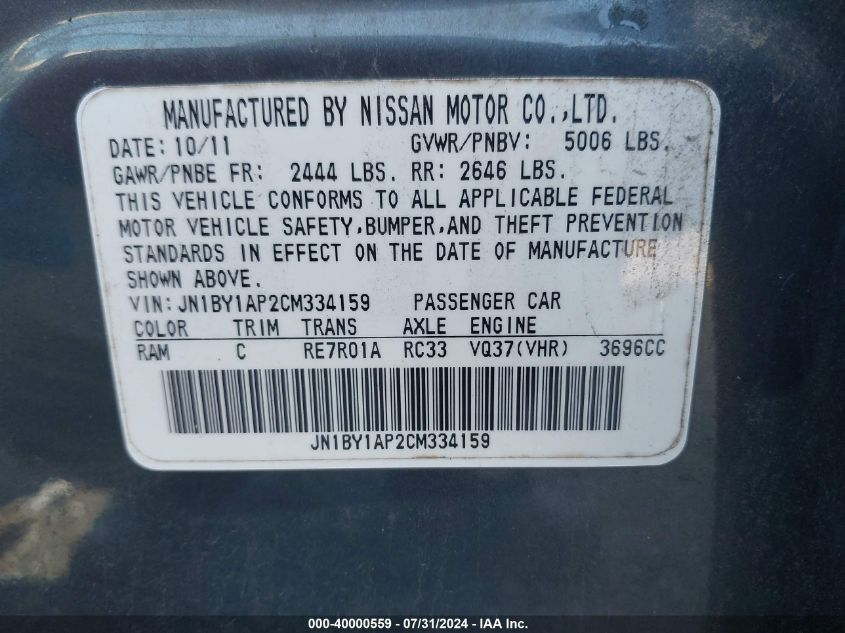 MANUFACTURED BY NISSAN MOTOR CO.,LTD.
DATE: 10/11 GVWR/PNBV: 5006 LBS.
GAWR/PNBE FR: 2444 LBS. RR: 2646 LBS.
THIS VEHICLE CONFORMS TO ALL APPLICABLE FEDERAL
MOTOR VEHICLE SAFETY,BUMPER,AND THEFT PREVENTION
STANDARDS IN EFFECT ON THE DATE OF MANUFACTURE
SHOWN ABOVE.
VIN: JN1BY1AP2CM334159 PASSENGER CAR
COLOR TRIM TRANS AXLE ENGINE
RAM C RE7R01A RC33 VQ37(VHR) 3696CC
JN1BY1AP2CM334159
000-40000559 - 07/31/2024 - IAA Inc.